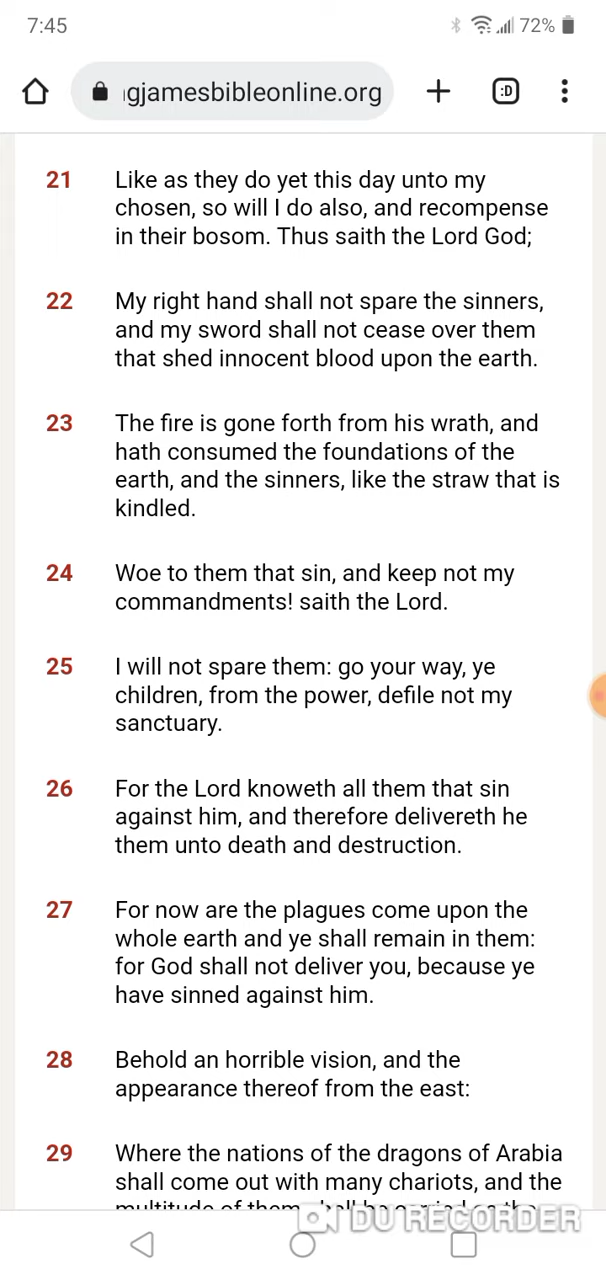 7:45 72%
gjamesbibleonline.org :D
21 Like as they do yet this day unto my
chosen, so will I do also, and recompense
in their bosom. Thus saith the Lord God;
22 My right hand shall not spare the sinners,
and my sword shall not cease over them
that shed innocent blood upon the earth.
23 The fire is gone forth from his wrath, and
hath consumed the foundations of the
earth, and the sinners, like the straw that is
kindled.
24 Woe to them that sin, and keep not my
commandments! saith the Lord.
25 I will not spare them: go your way, ye
children, from the power, defile not my
sanctuary.
26 For the Lord knoweth all them that sin
against him, and therefore delivereth he
them unto death and destruction.
27 For now are the plagues come upon the
whole earth and ye shall remain in them:
for God shall not deliver you, because ye
have sinned against him.
28 Behold an horrible vision, and the
appearance thereof from the east:
29 Where the nations of the dragons of Arabia
shall come out with many chariots, and the
multitude of them shall be carried
DU RECORDER